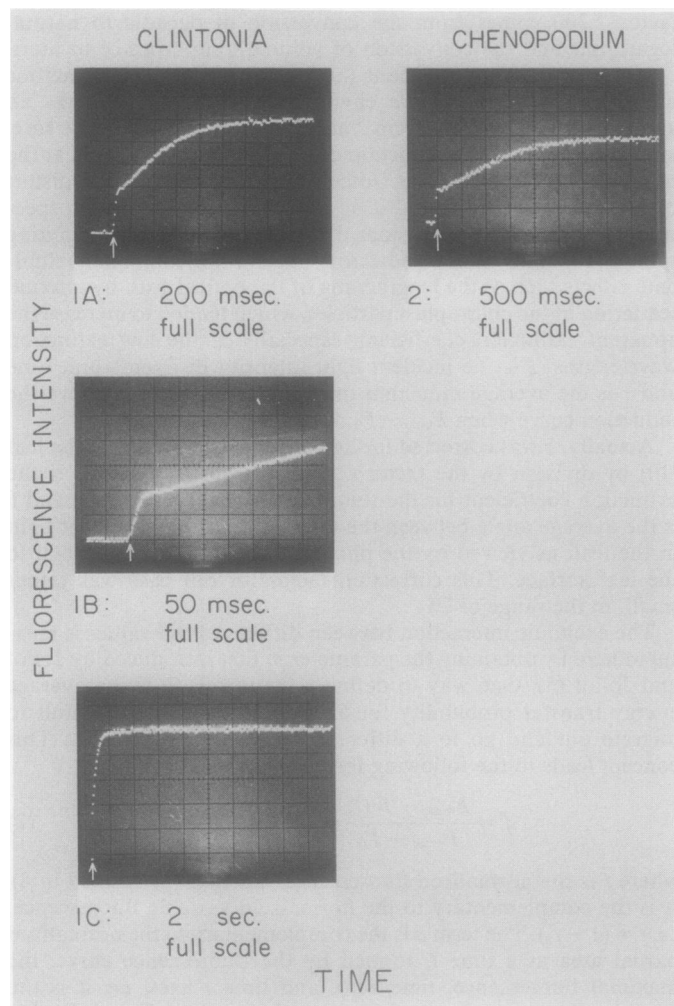 CLINTONIA
CHENOPODIUM
FLUORESCENCE INTENSITY
1A: 200 msec.
full scale
2: 500 msec.
full scale
1B: 50 msec.
full scale
1C: 2 sec.
full scale
TIME